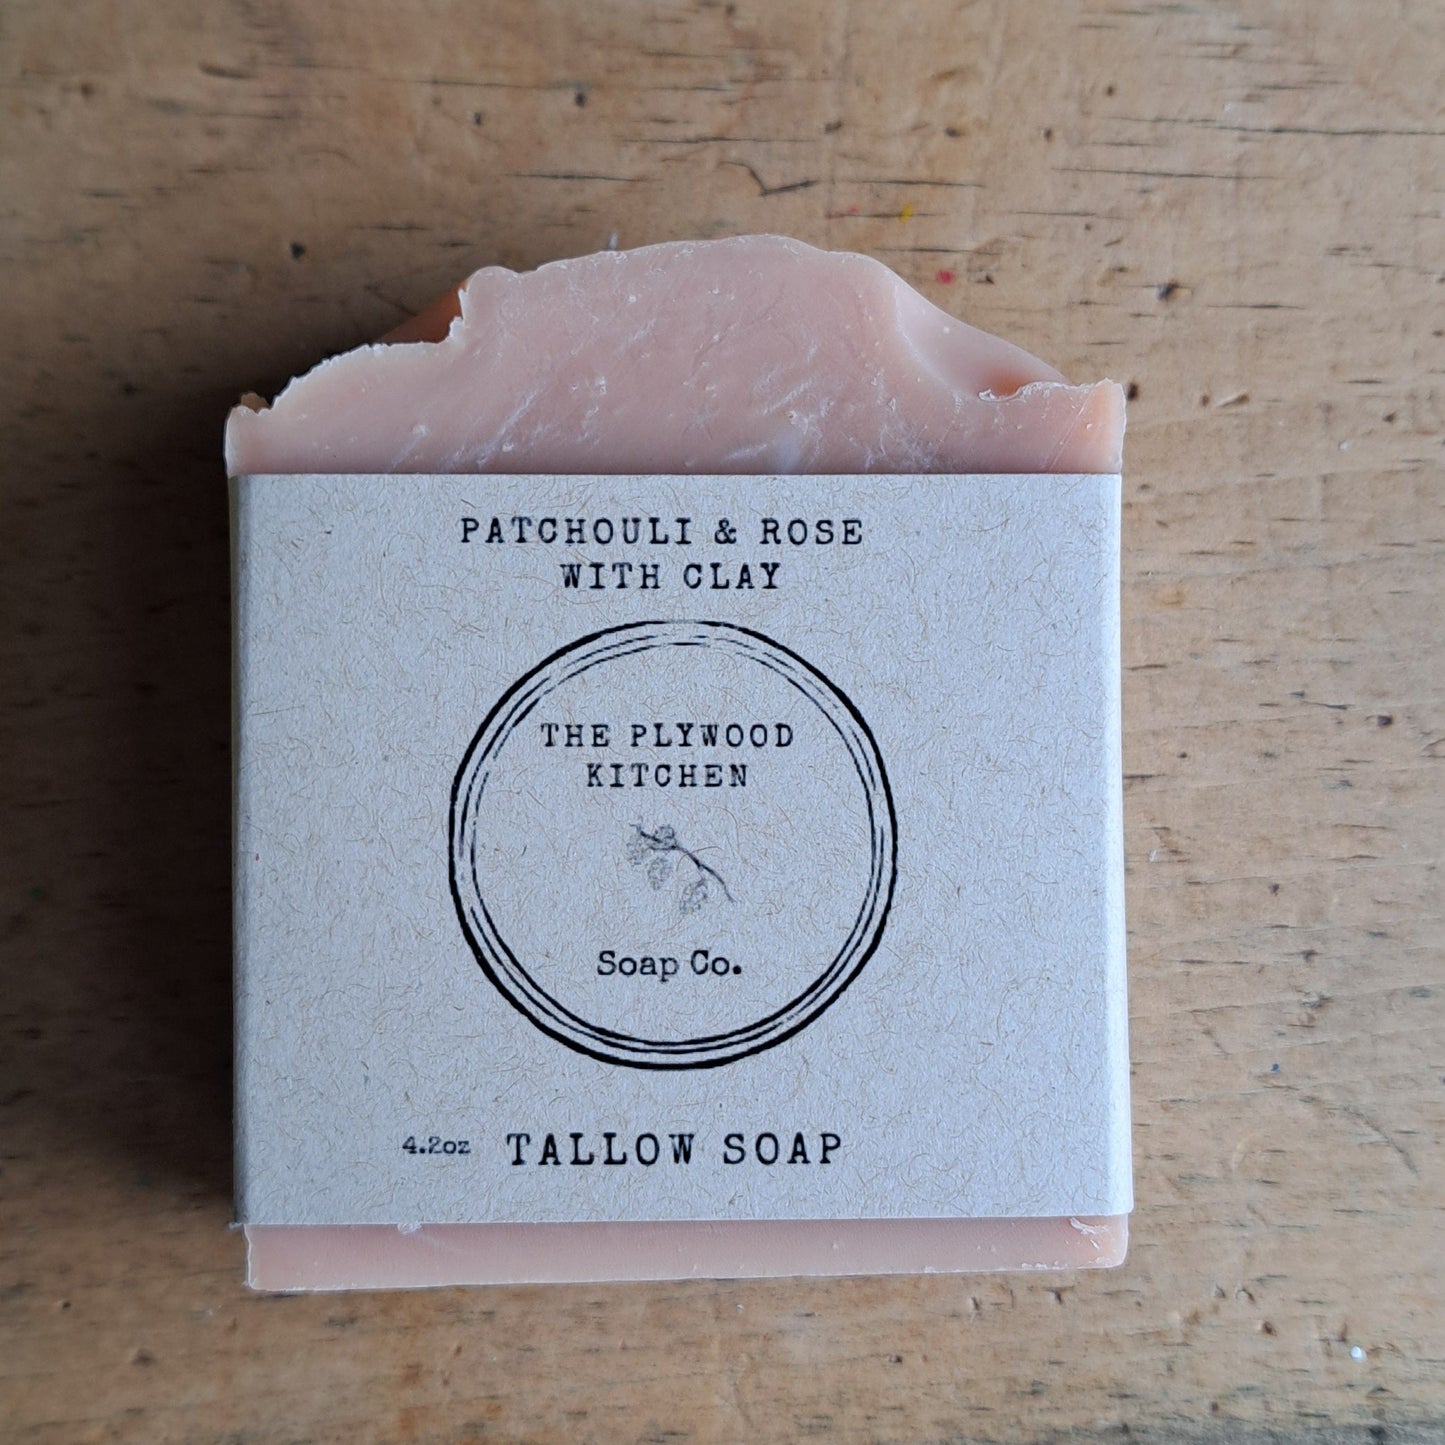 PATCHOULI & ROSE
WITH CLAY
THE PLYWOOD
KITCHEN
Soap Co.
4.2oz TALLOW SOAP